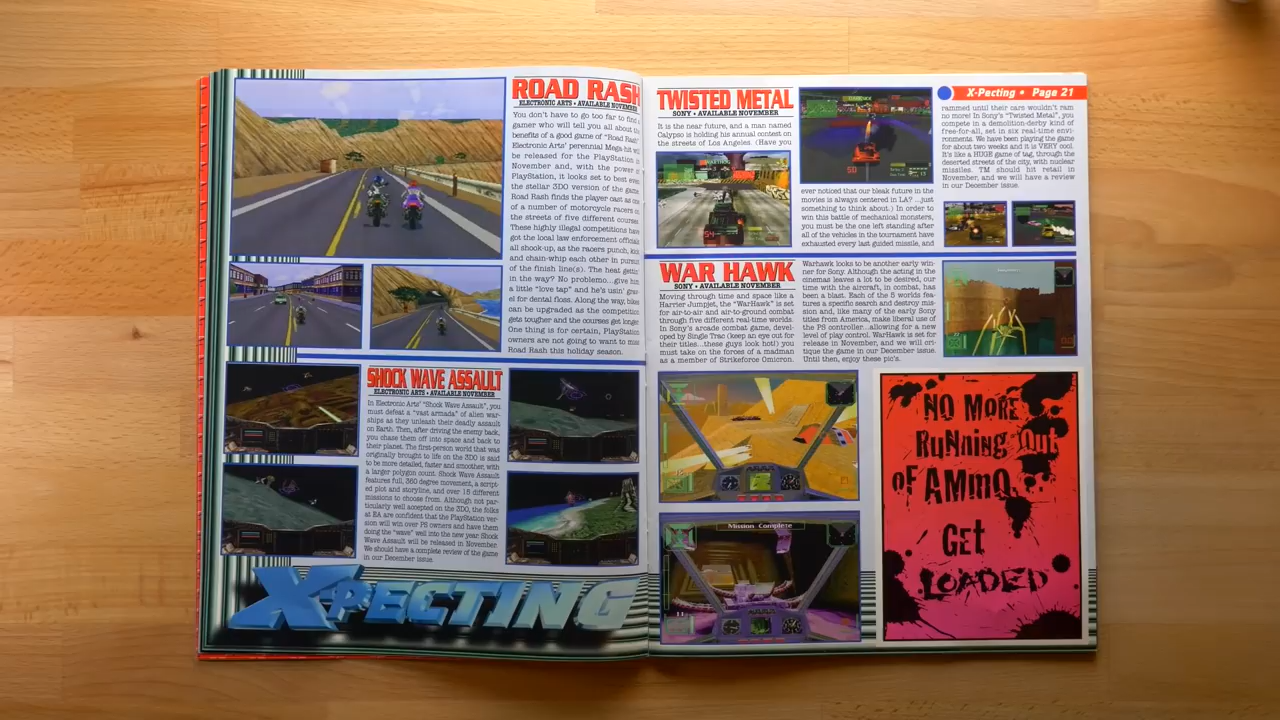 ROAD RASH
ELECTRONIC ARTS • AVAILABLE NOVEMBER
You don't have to go too far to find a
gamer who will tell you all about the
benefits of a good game of "Road Rash"
Electronic Arts' perennial Mega-hit will
be released for the PlayStation in
November and, with the power of
PlayStation, it looks set to best even
the stellar 3DO version of the game.
Road Rash finds the player cast as one
of a number of motorcycle racers on
the streets of five different courses.
These highly illegal competitions have
got the local law enforcement officials
all shook-up, as the racers punch, kick
and chain-whip each other in pursuit
of the finish line(s). The heat gettin'
in the way? No problem...give him
a little "love tap" and he's usin' gra-
el for dental floss. Along the way, bikes
can be upgraded as the competition
gets tougher and the courses get longer.
One thing is for certain, PlayStation
owners are not going to want to miss
Road Rash this holiday season.
SHOCK WAVE ASSAULT
ELECTRONIC ARTS • AVAILABLE NOVEMBER
In Electronic Arts' "Shock Wave Assault", you
must defeat a "vast armada" of alien war-
ships as they unleash their deadly assault
on Earth. Then, after driving the enemy back,
you chase them off into space and back to
their planet. The first-person world that was
originally brought to life on the 3DO is said
to be more detailed, faster and smoother, with
a larger polygon count. Shock Wave Assault
features full, 360 degree movement, a script-
ed plot and storyline, and over 15 different
missions to choose from. Although not par-
ticularly well accepted on the 3DO, the folks
at EA are confident that the PlayStation ver-
sion will win over PS owners and have them
doing the "wave" well into the new year. Shock
Wave Assault will be released in November.
We should have a complete review of the game
in our December issue.
X-PECTING
TWISTED METAL
SONY • AVAILABLE NOVEMBER
It is the near future, and a man named
Calypso is holding his annual contest on
the streets of Los Angeles. (Have you
ever noticed that our bleak future in the
movies is always centered in LA? ...just
something to think about.) In order to
win this battle of mechanical monsters,
you must be the one left standing after
all of the vehicles in the tournament have
exhausted every last guided missile, and
X-Pecting • Page 21
rammed until their cars wouldn't ram
no more! In Sony's "Twisted Metal", you
compete in a demolition-derby kind of
free-for-all, set in six real-time envi-
ronments. We have been playing the game
for about two weeks and it is VERY cool.
It's like a HUGE game of tag, through the
deserted streets of the city, with nuclear
missiles. TM should hit retail in
November, and we will have a review
in our December issue.
WAR HAWK
SONY • AVAILABLE NOVEMBER
Moving through time and space like a
Harrier Jumpjet, the "WarHawk" is set
for air-to-air and air-to-ground combat
through five different real-time worlds.
In Sony's arcade combat game, devel-
oped by Single Trac (keep an eye out for
their titles...these guys look hot!) you
must take on the forces of a madman
as a member of Strikeforce Omicron.
Warhawk looks to be another early win-
ner for Sony. Although the acting in the
cinemas leaves a lot to be desired, our
time with the aircraft, in combat, has
been a blast. Each of the 5 worlds fea-
tures a specific search and destroy mis-
sion and, like many of the early Sony
titles from America, make liberal use of
the PS controller...allowing for a new
level of play control. WarHawk is set for
release in November, and we will cri-
tique the game in our December issue.
Until then, enjoy these pic's.
Mission Complete
NO MORE
RuNNiNg Out
oF AMmO.
GEt
LOADED